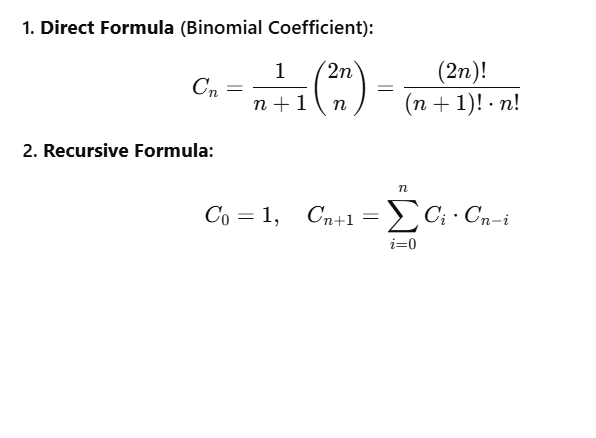 1. Direct Formula (Binomial Coefficient):
C_n = \frac{1}{n+1} \binom{2n}{n} = \frac{(2n)!}{(n+1)! \cdot n!}
2. Recursive Formula:
C_0 = 1, \quad C_{n+1} = \sum_{i=0}^{n} C_i \cdot C_{n-i}